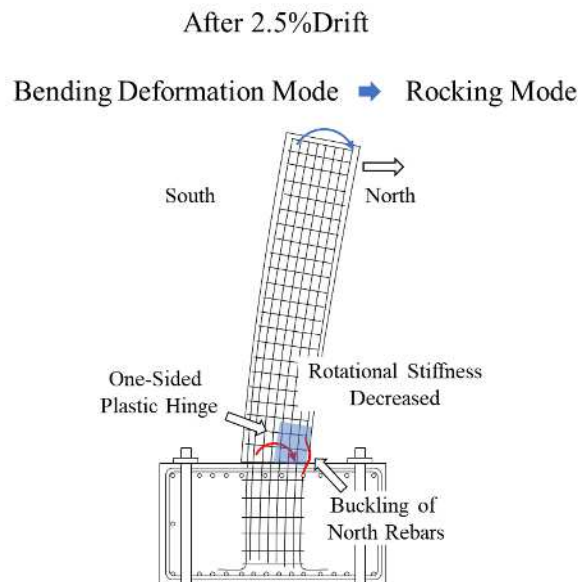 After 2.5%Drift
Bending Deformation Mode Rocking Mode
South
North
One-Sided
Plastic Hinge
Rotational Stiffness
Decreased
Buckling of
North Rebars